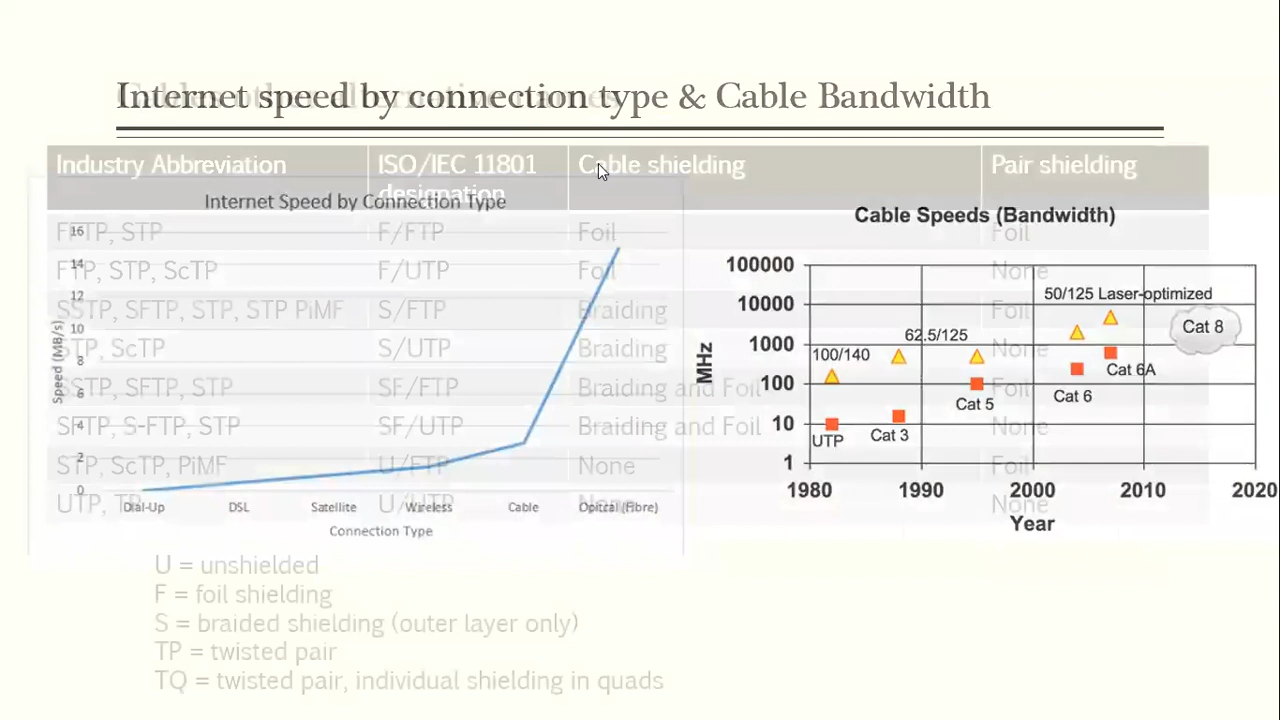 Internet speed by connection type & Cable Bandwidth
Industry Abbreviation ISO/IEC 11801 designation Cable shielding Pair shielding
FFTP, STP F/FTP Foil Foil
FTP, STP, ScTP F/UTP Foil None
SSTP, SFTP, STP, STP PiMF S/FTP Braiding Foil
STP, ScTP S/UTP Braiding None
SSTP, SFTP, STP SF/FTP Braiding and Foil Foil
SFTP, S-FTP, STP SF/UTP Braiding and Foil None
STP, ScTP, PiMF U/FTP None Foil
UTP, TP U/UTP None None
U = unshielded
F = foil shielding
S = braided shielding (outer layer only)
TP = twisted pair
TQ = twisted pair, individual shielding in quads
Internet Speed by Connection Type
Speed (MB/s)
16
14
12
10
8
6
4
2
0
Dial-Up DSL Satellite Wireless Cable Optical (Fibre)
Connection Type
Cable Speeds (Bandwidth)
MHz
100000
10000
1000
100
10
1
50/125 Laser-optimized
Cat 8
62.5/125
100/140
Cat 6A
Cat 6
Cat 5
Cat 3
UTP
1980 1990 2000 2010 2020
Year